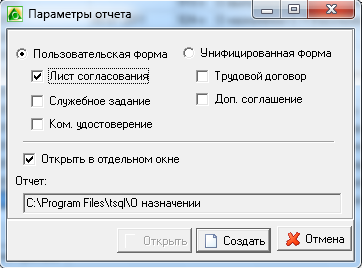 Параметры отчета
Пользовательская форма
Унифицированная форма
Лист согласования
Трудовой договор
Служебное задание
Доп. соглашение
Ком. удостоверение
Открыть в отдельном окне
Отчет:
C:\Program Files\tsql\О назначении
Открыть
Создать
Отмена